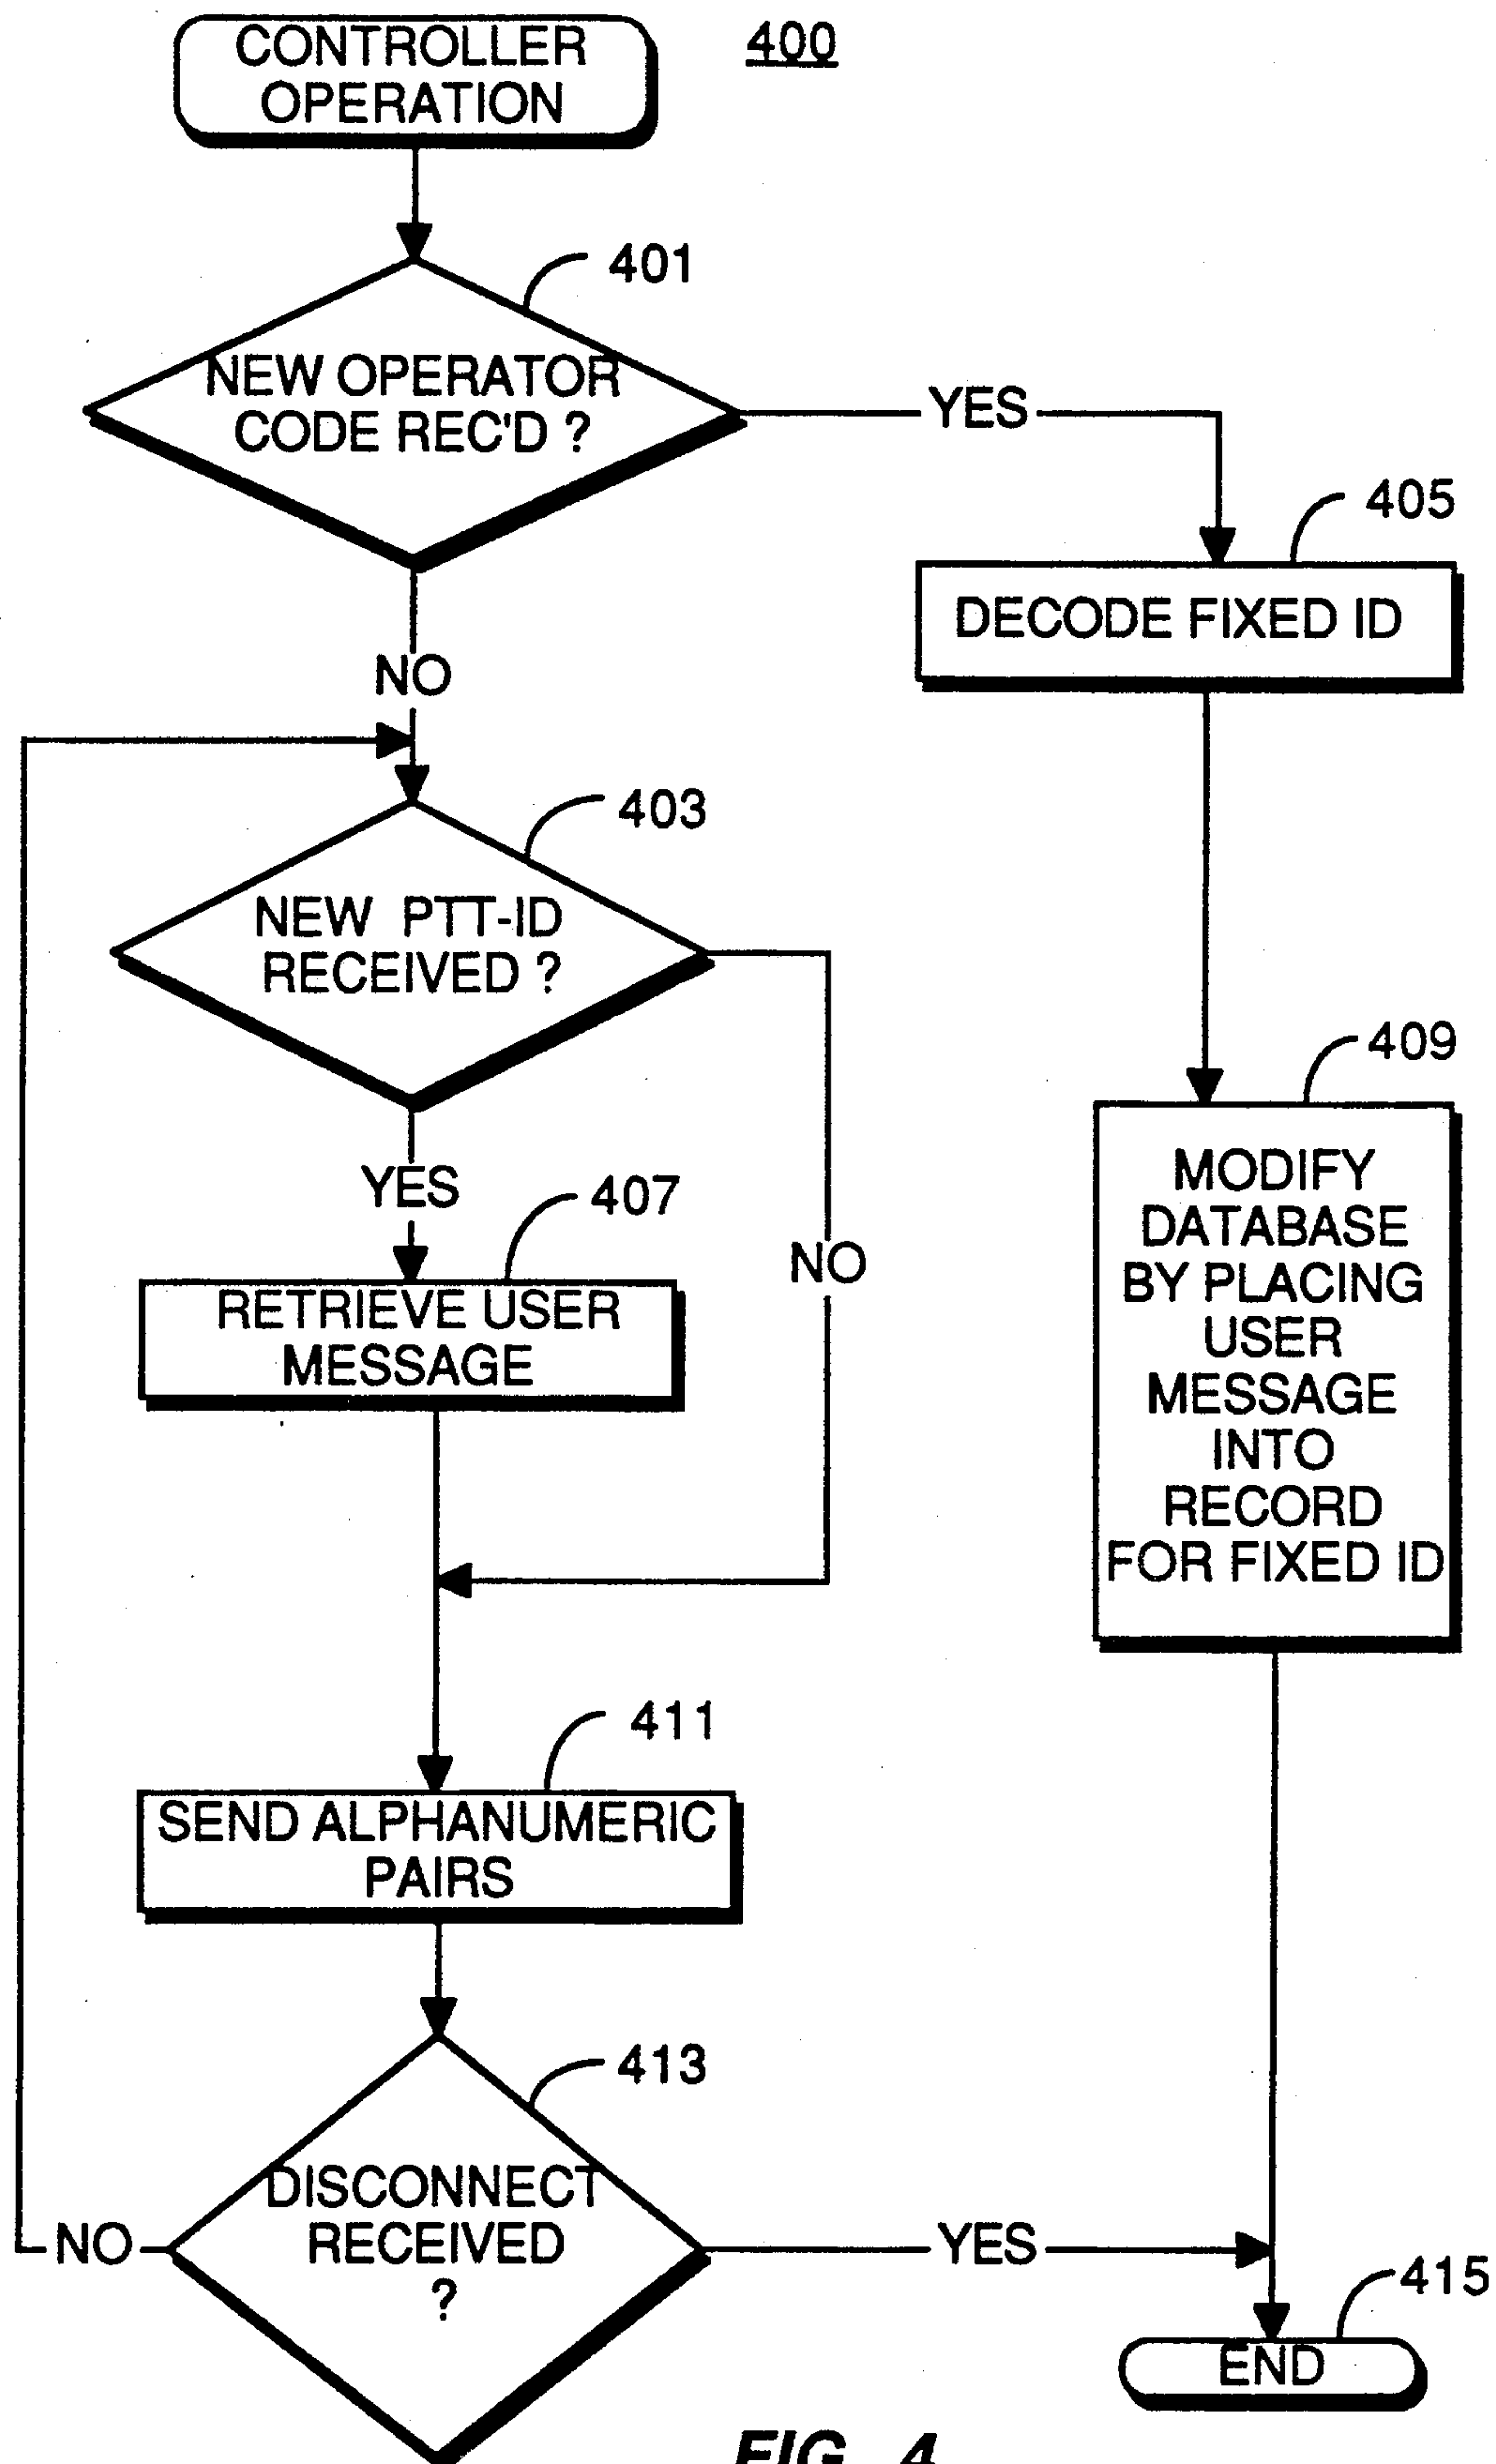 CONTROLLER
OPERATION
400
401
NEW OPERATOR
CODE REC'D ?
YES
405
DECODE FIXED ID
NO
403
NEW PTT-ID
RECEIVED ?
409
MODIFY
DATABASE
BY PLACING
USER
MESSAGE
INTO
RECORD
FOR FIXED ID
YES
407
NO
RETRIEVE USER
MESSAGE
411
SEND ALPHANUMERIC
PAIRS
413
DISCONNECT
RECEIVED
?
NO
YES
415
END
FIG. 4